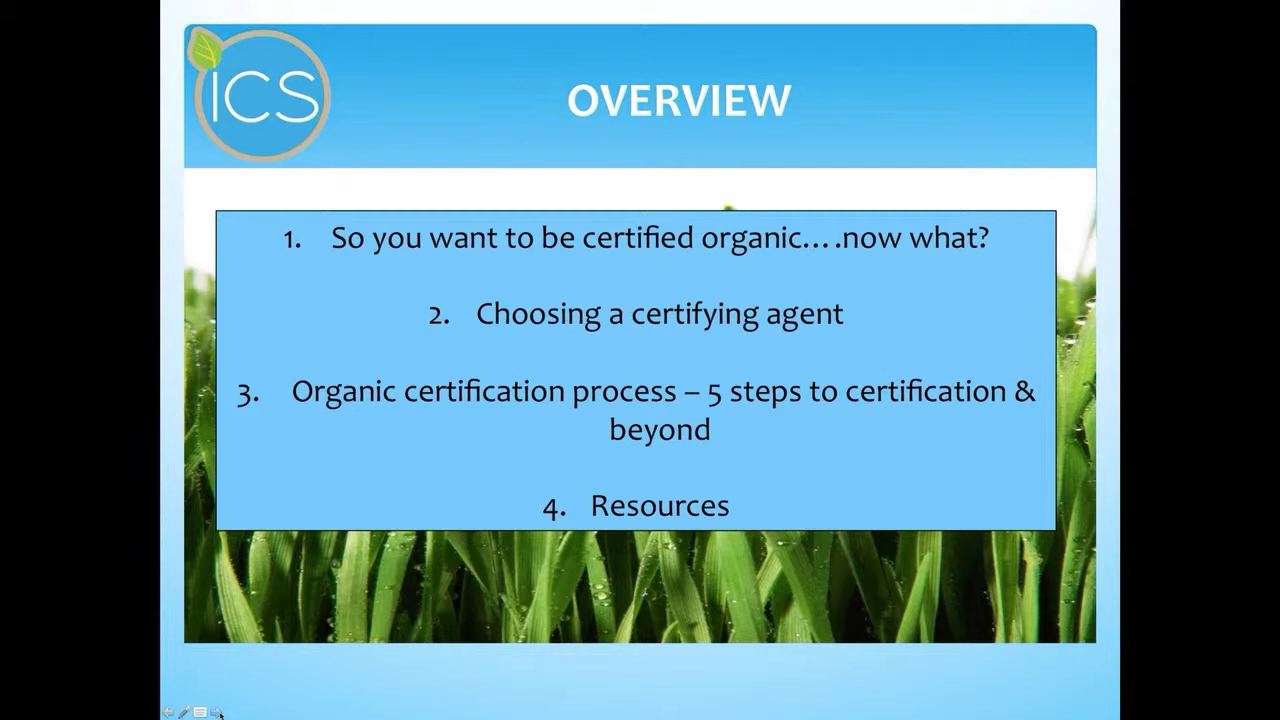 ICS
OVERVIEW
1. So you want to be certified organic….now what?
2. Choosing a certifying agent
3. Organic certification process – 5 steps to certification &
beyond
4. Resources